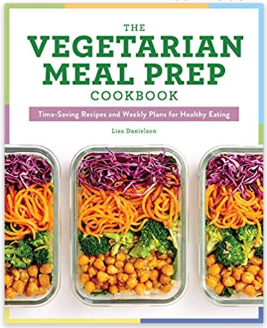 THE
VEGETARIAN
MEAL PREP
COOKBOOK
Time-Saving Recipes and Weekly Plans for Healthy Eating
Lisa Danielson